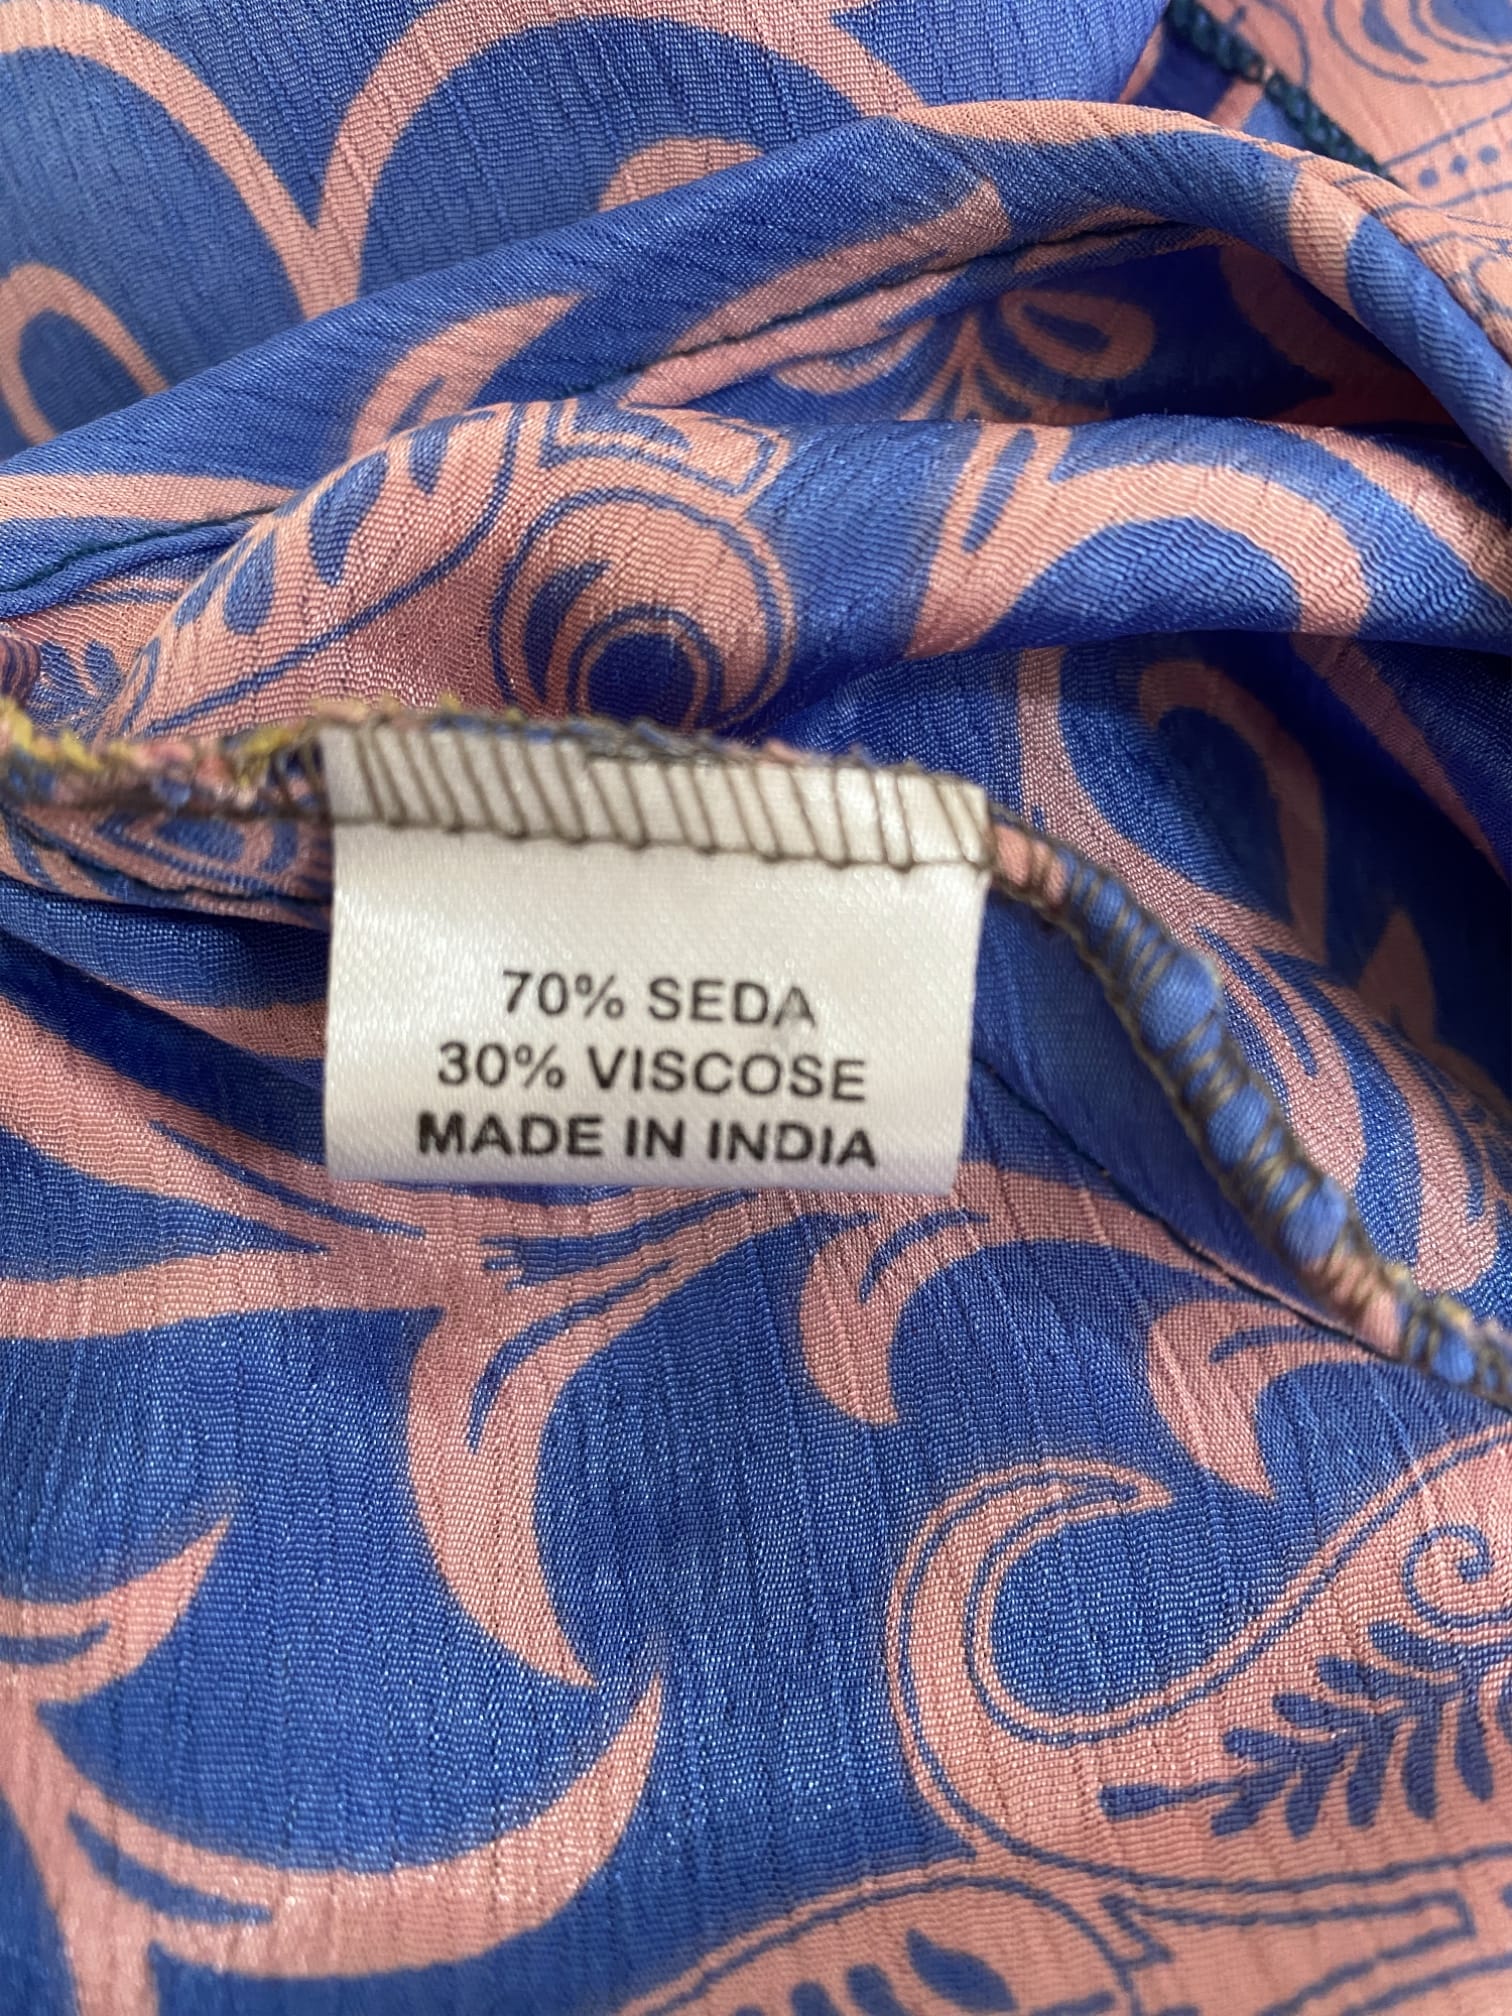 70% SEDA
30% VISCOSE
MADE IN INDIA